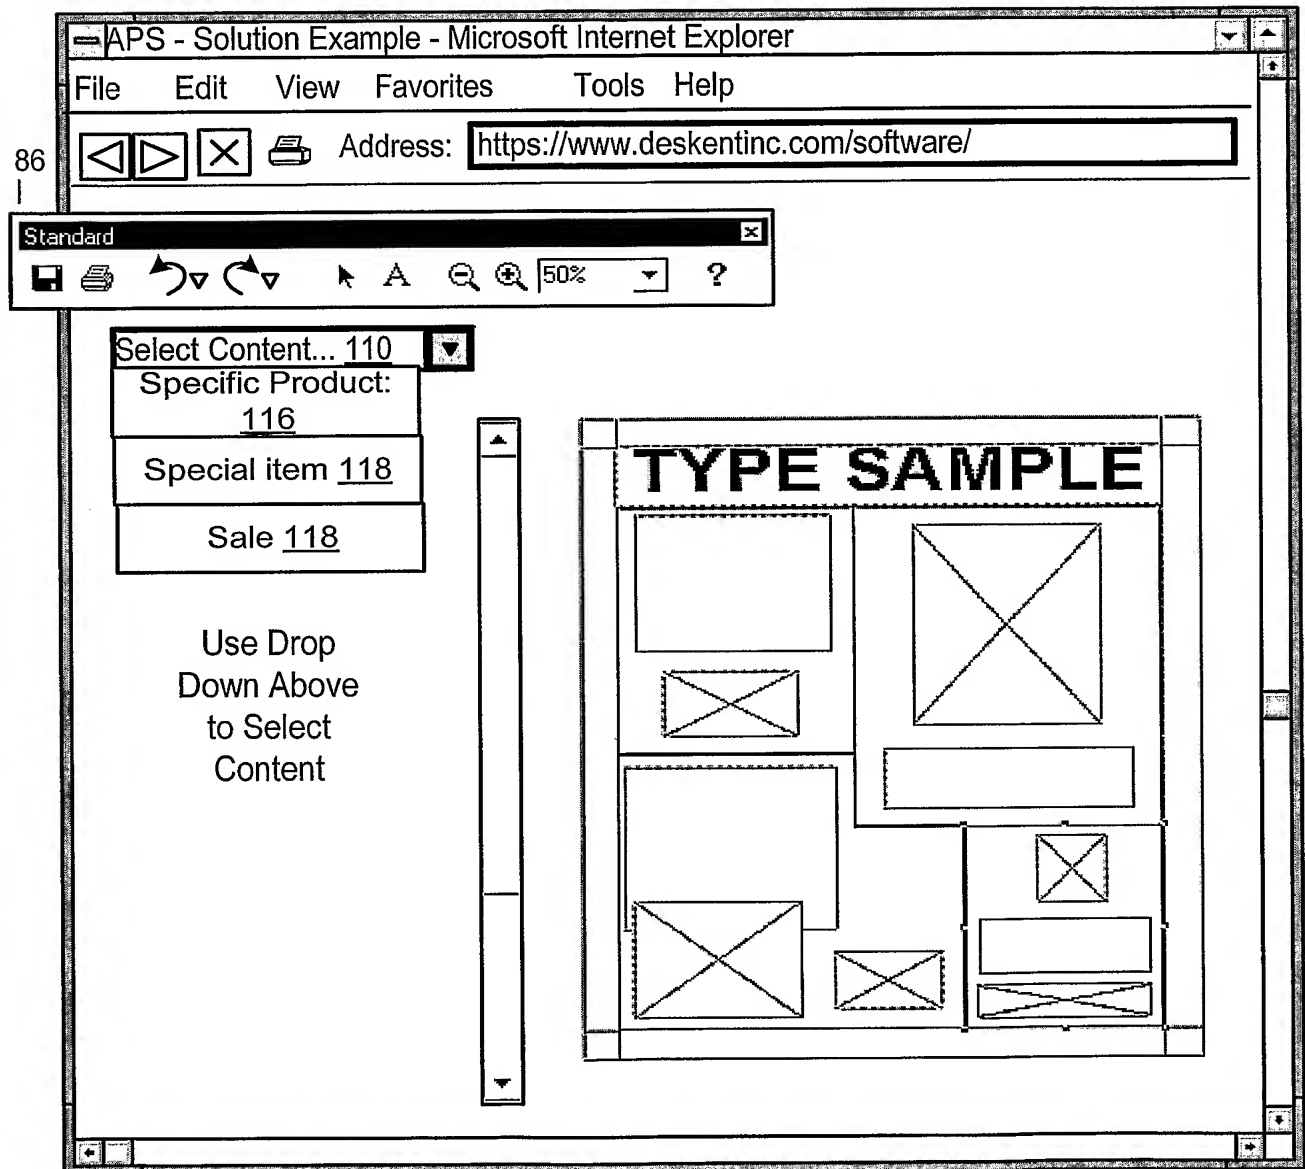 APS - Solution Example - Microsoft Internet Explorer
File Edit View Favorites Tools Help
Address: https://www.deskentinc.com/software/
86
Standard
A 50% ?
Select Content... 110
Specific Product:
116
Special item 118
Sale 118
TYPE SAMPLE
Use Drop
Down Above
to Select
Content